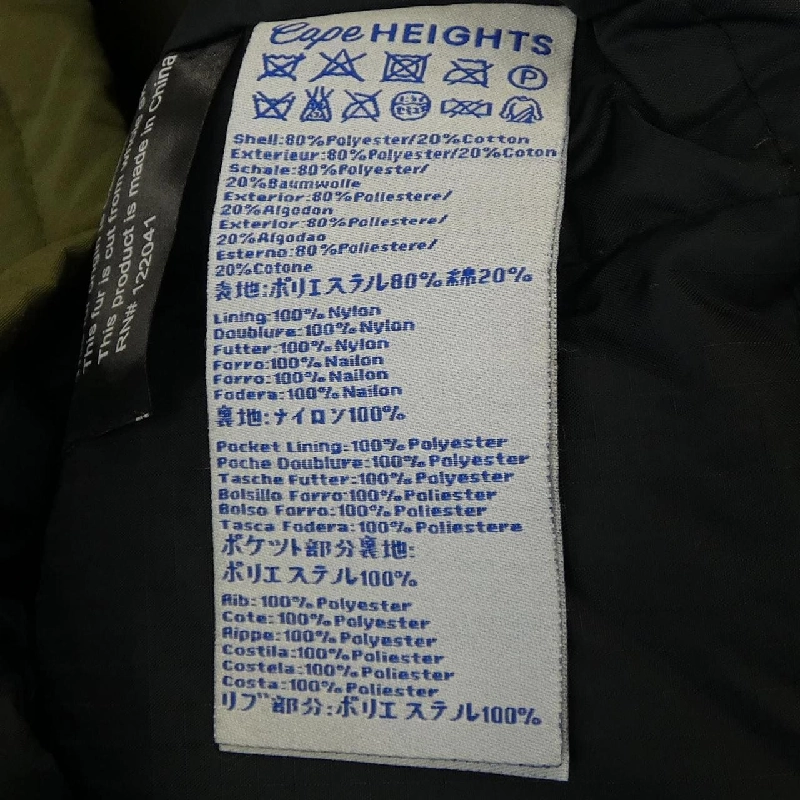 Cape HEIGHTS
P
Shell:80%Polyester/20%Cotton
Exterieur:80%Polyester/20%Coton
Schale:80%Polyester/
20%Baumwolle
Exterior:80%Poliestere/
20%Algodon
Exterior:80%Poliestere/
20%Algodao
Esterno:80%Poliestere/
20%Cotone
表地:ポリエステル80%綿20%
Lining:100%Nylon
Doublure:100%Nylon
Futter:100%Nylon
Forro:100%Nailon
Forro:100%Nailon
Fodera:100%Nailon
裏地:ナイロン100%
Pocket Lining:100%Polyester
Poche Doublure:100%Polyester
Tasche Futter:100%Polyester
Bolsillo Forro:100%Poliester
Bolso Forro:100%Poliester
Tasca Fodera:100%Poliestere
ポケット部分裏地:
ポリエステル100%
Rib:100%Polyester
Cote:100%Polyester
Rippe:100%Polyester
Costila:100%Poliester
Costela:100%Poliester
Costa:100%Poliester
リブ部分:ポリエステル100%
This fur is cut from
This product is made in China
RN# 122041